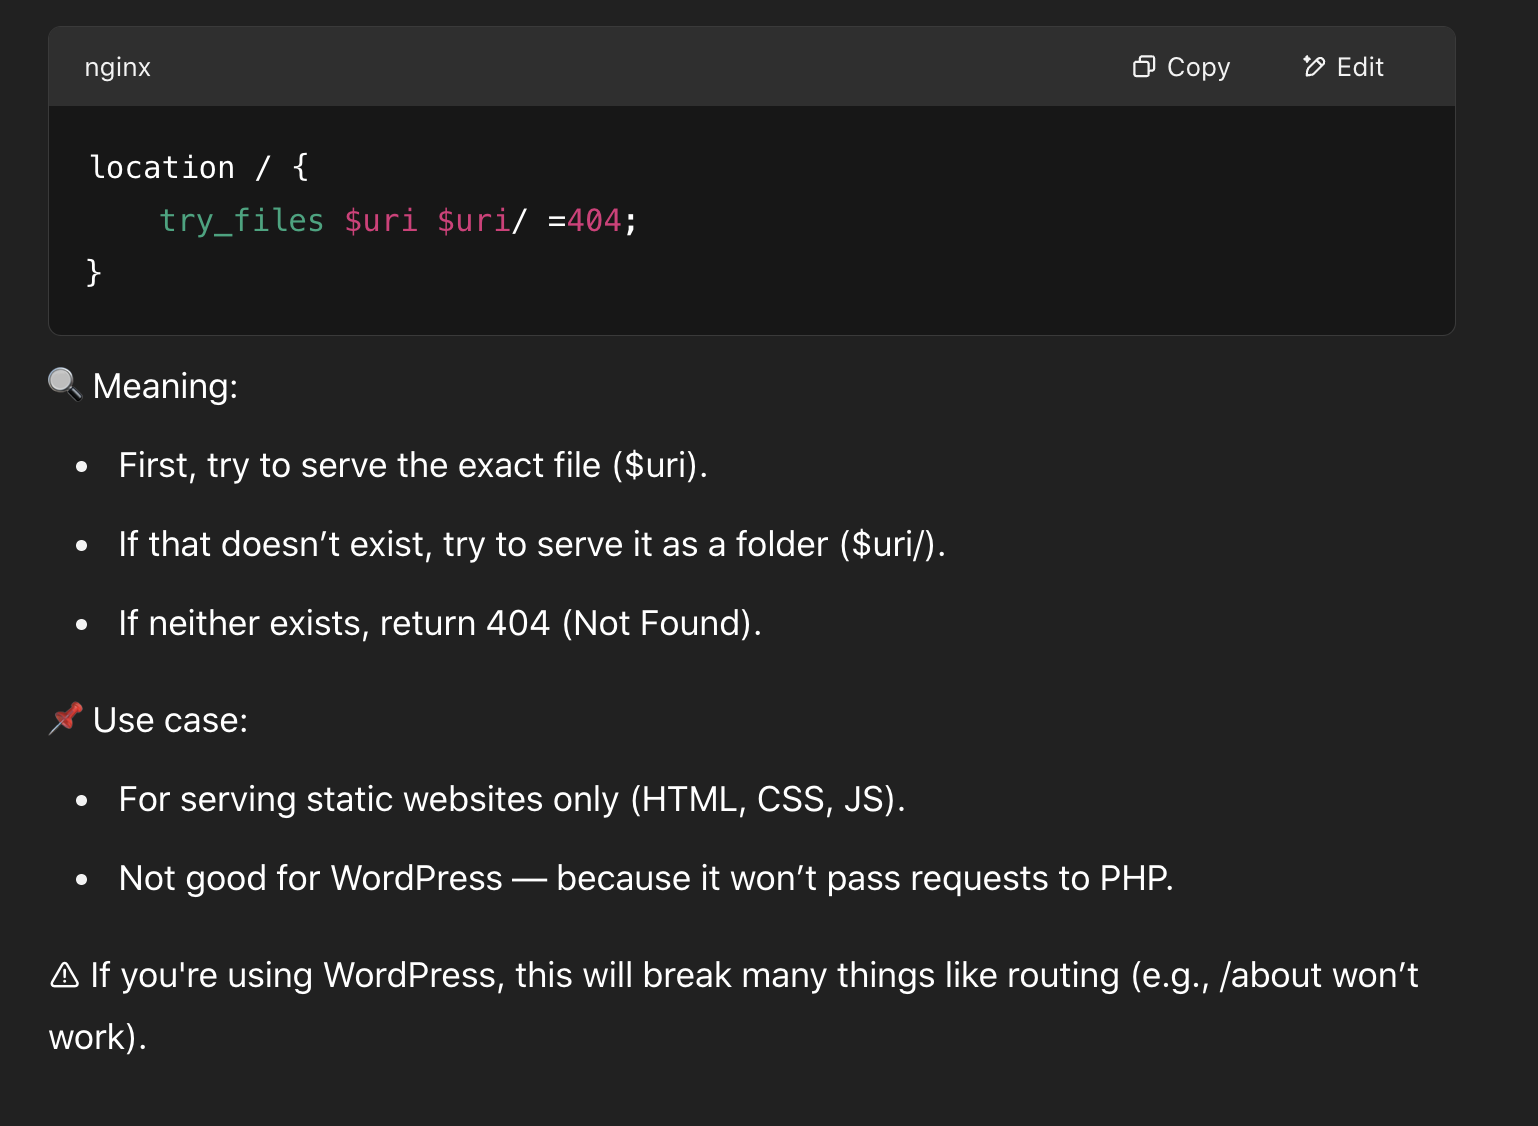 nginx
Copy
Edit
location / {
    try_files $uri $uri/ =404;
}
🔍 Meaning:
• First, try to serve the exact file ($uri).
• If that doesn’t exist, try to serve it as a folder ($uri/).
• If neither exists, return 404 (Not Found).
📌 Use case:
• For serving static websites only (HTML, CSS, JS).
• Not good for WordPress — because it won’t pass requests to PHP.
⚠ If you're using WordPress, this will break many things like routing (e.g., /about won’t
work).